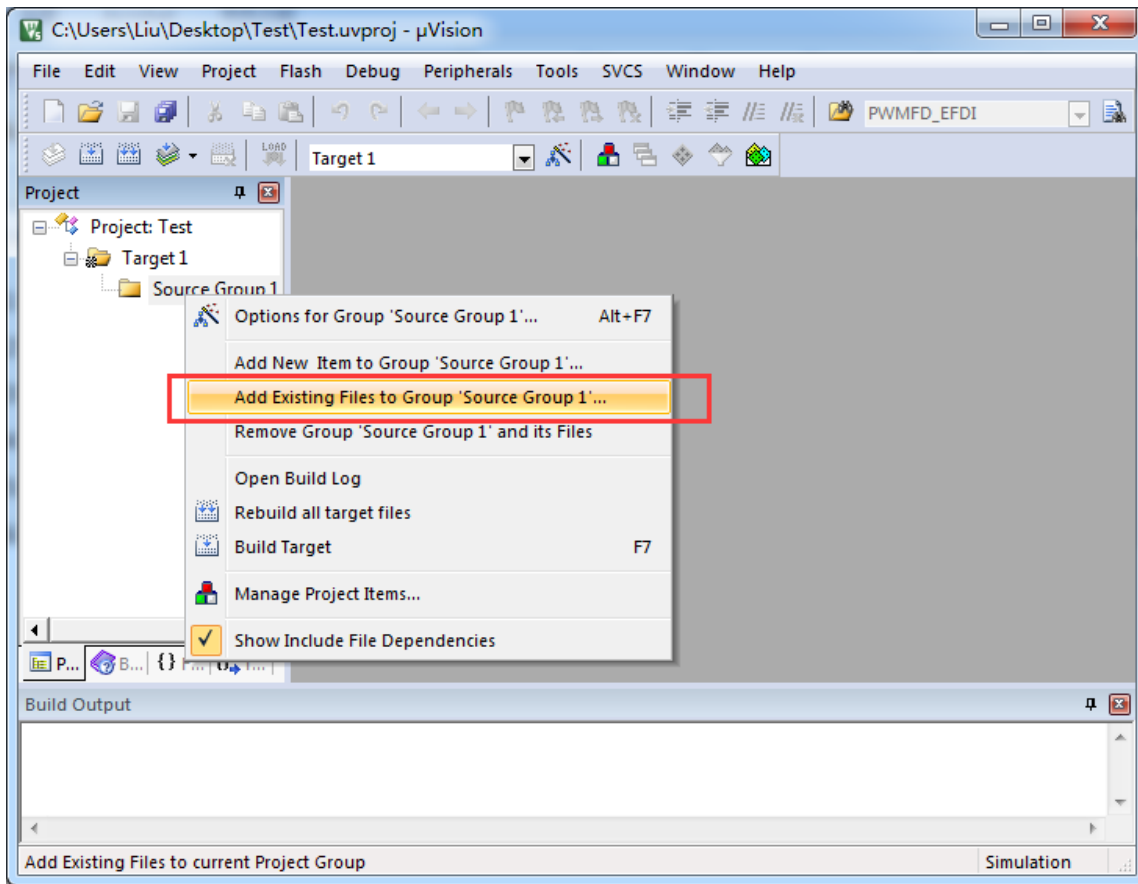 C:\Users\Liu\Desktop\Test\Test.uvproj - µVision
File Edit View Project Flash Debug Peripherals Tools SVCS Window Help
PWMFD_EFDI
LOAD Target 1
Project
Project: Test
Target 1
Source Group 1
Options for Group 'Source Group 1'... Alt+F7
Add New Item to Group 'Source Group 1'...
Add Existing Files to Group 'Source Group 1'...
Remove Group 'Source Group 1' and its Files
Open Build Log
Rebuild all target files
Build Target F7
Manage Project Items...
Show Include File Dependencies
P... B... {}
Build Output
Add Existing Files to current Project Group Simulation